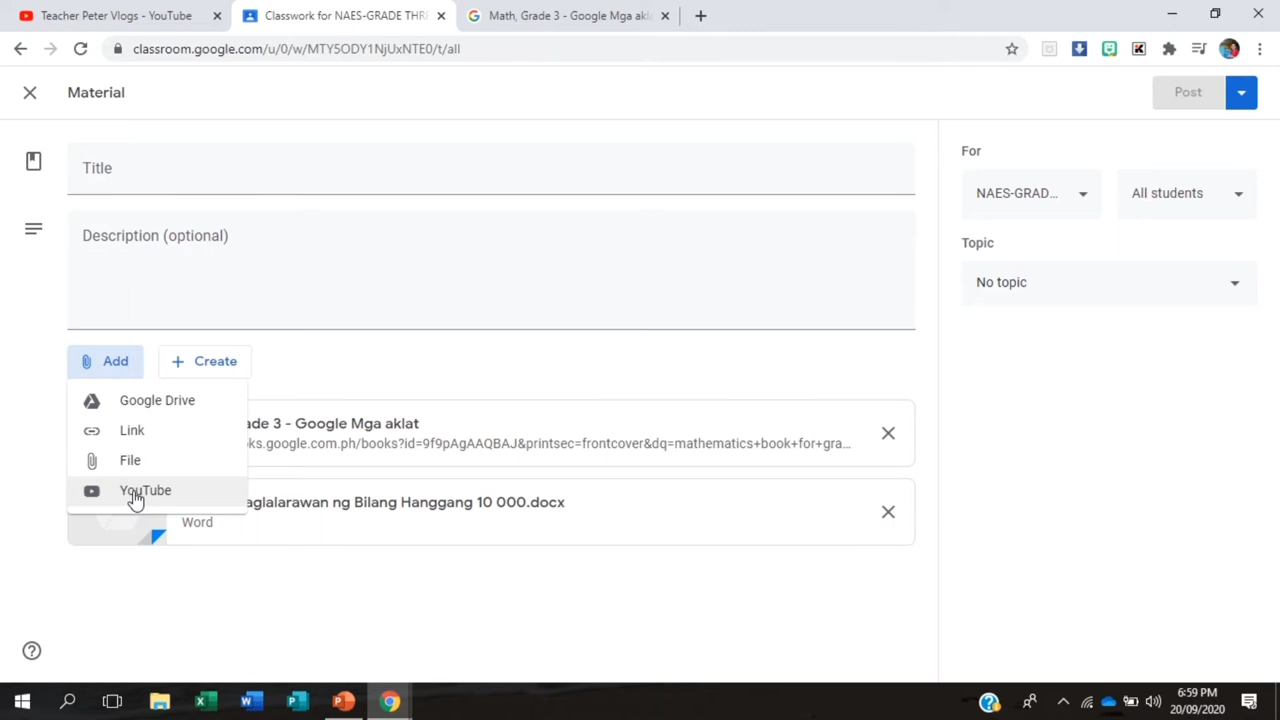 Teacher Peter Vlogs - YouTube
Classwork for NAES-GRADE THR
Math, Grade 3 - Google Mga akl
classroom.google.com/u/0/w/MTY5ODY1NjUxNTE0/t/all
Material
Post
Title
Description (optional)
For
NAES-GRAD...
All students
Topic
No topic
Add
Create
Google Drive
Link
File
YouTube
ade 3 - Google Mga aklat
ks.google.com.ph/books?id=9f9pAgAAQBAJ&printsec=frontcover&dq=mathematics+book+for+gra...
aglalarawan ng Bilang Hanggang 10 000.docx
Word
6:59 PM
20/09/2020